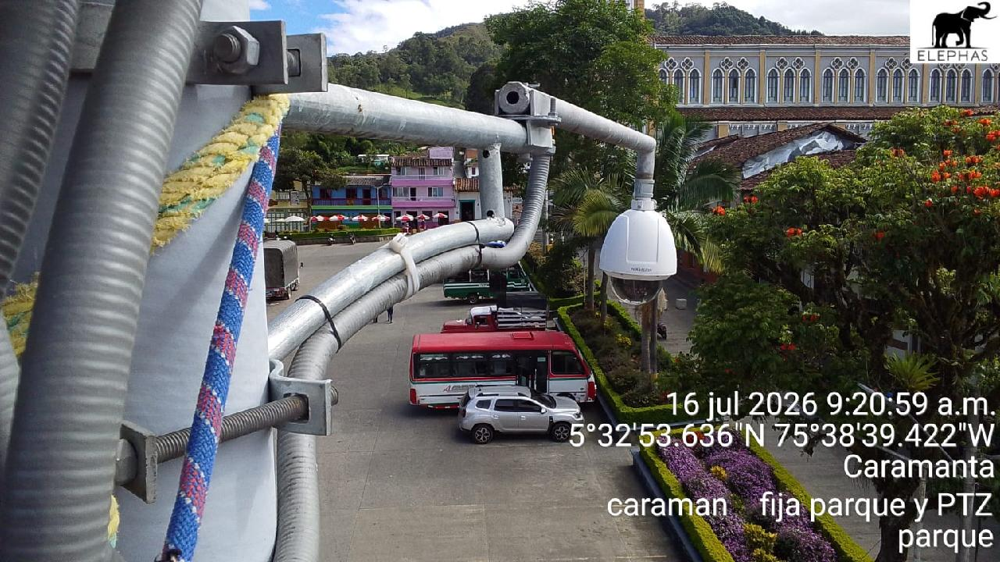 ELEPHAS
HIKVISION
16 jul 2026 9:20:59 a.m.
5°32'53.636"N 75°38'39.422"W
Caramanta
caraman fija parque y PTZ
parque